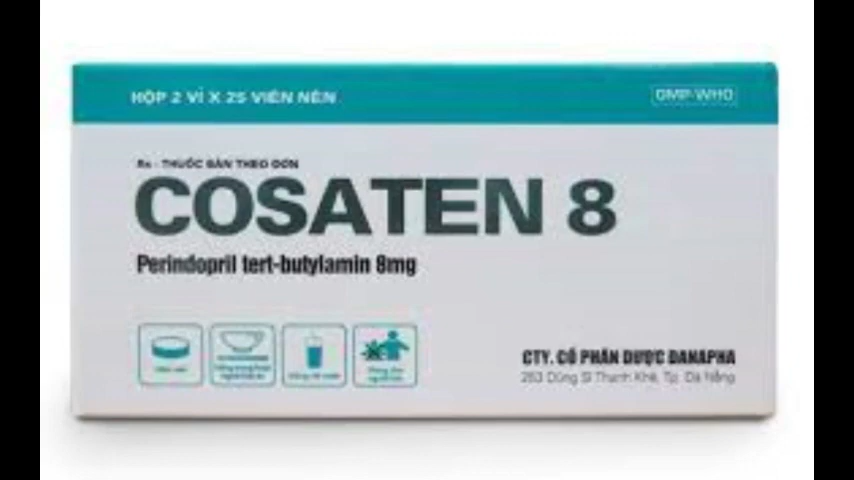 HỘP 2 VỈ X 25 VIÊN NÉN
GMP-WHO
Rx - THUỐC BÁN THEO ĐƠN
COSATEN 8
Perindopril tert-butylamin 8mg
CTY. CỔ PHẦN DƯỢC DANAPHA
253 Dũng Sĩ Thanh Khê, Tp. Đà Nẵng